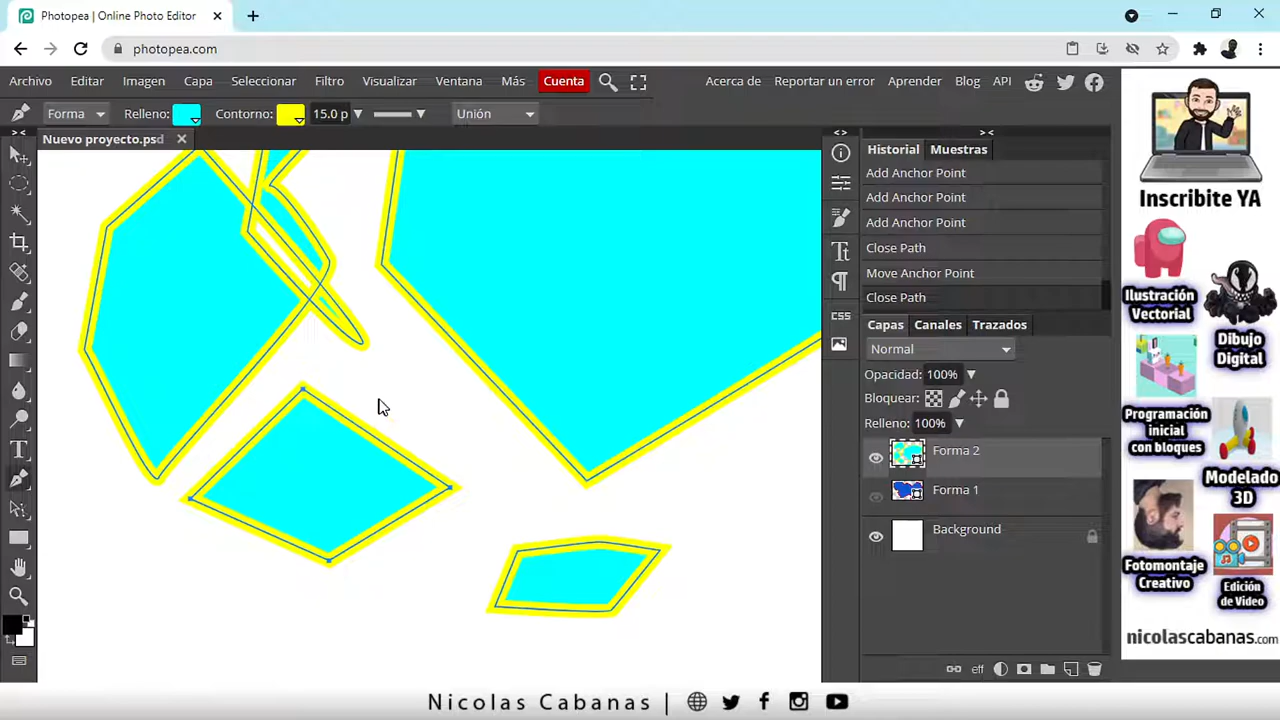 Photopea | Online Photo Editor
photopea.com
Archivo Editar Imagen Capa Seleccionar Filtro Visualizar Ventana Más Cuenta Acerca de Reportar un error Aprender Blog API
Forma Relleno: Contorno: 15.0 p Unión
Nuevo proyecto.psd
Historial Muestras
Add Anchor Point
Add Anchor Point
Add Anchor Point
Close Path
Move Anchor Point
Close Path
CSS
Capas Canales Trazados
Normal
Opacidad: 100%
Bloquear:
Relleno: 100%
Forma 2
Forma 1
Background
eff
Inscribite YA
Ilustración
Vectorial
Dibujo
Digital
Programación
inicial
con bloques
Modelado
3D
Fotomontaje
Creativo
Edición
de Video
nicolascabanas.com
Nicolas Cabanas |